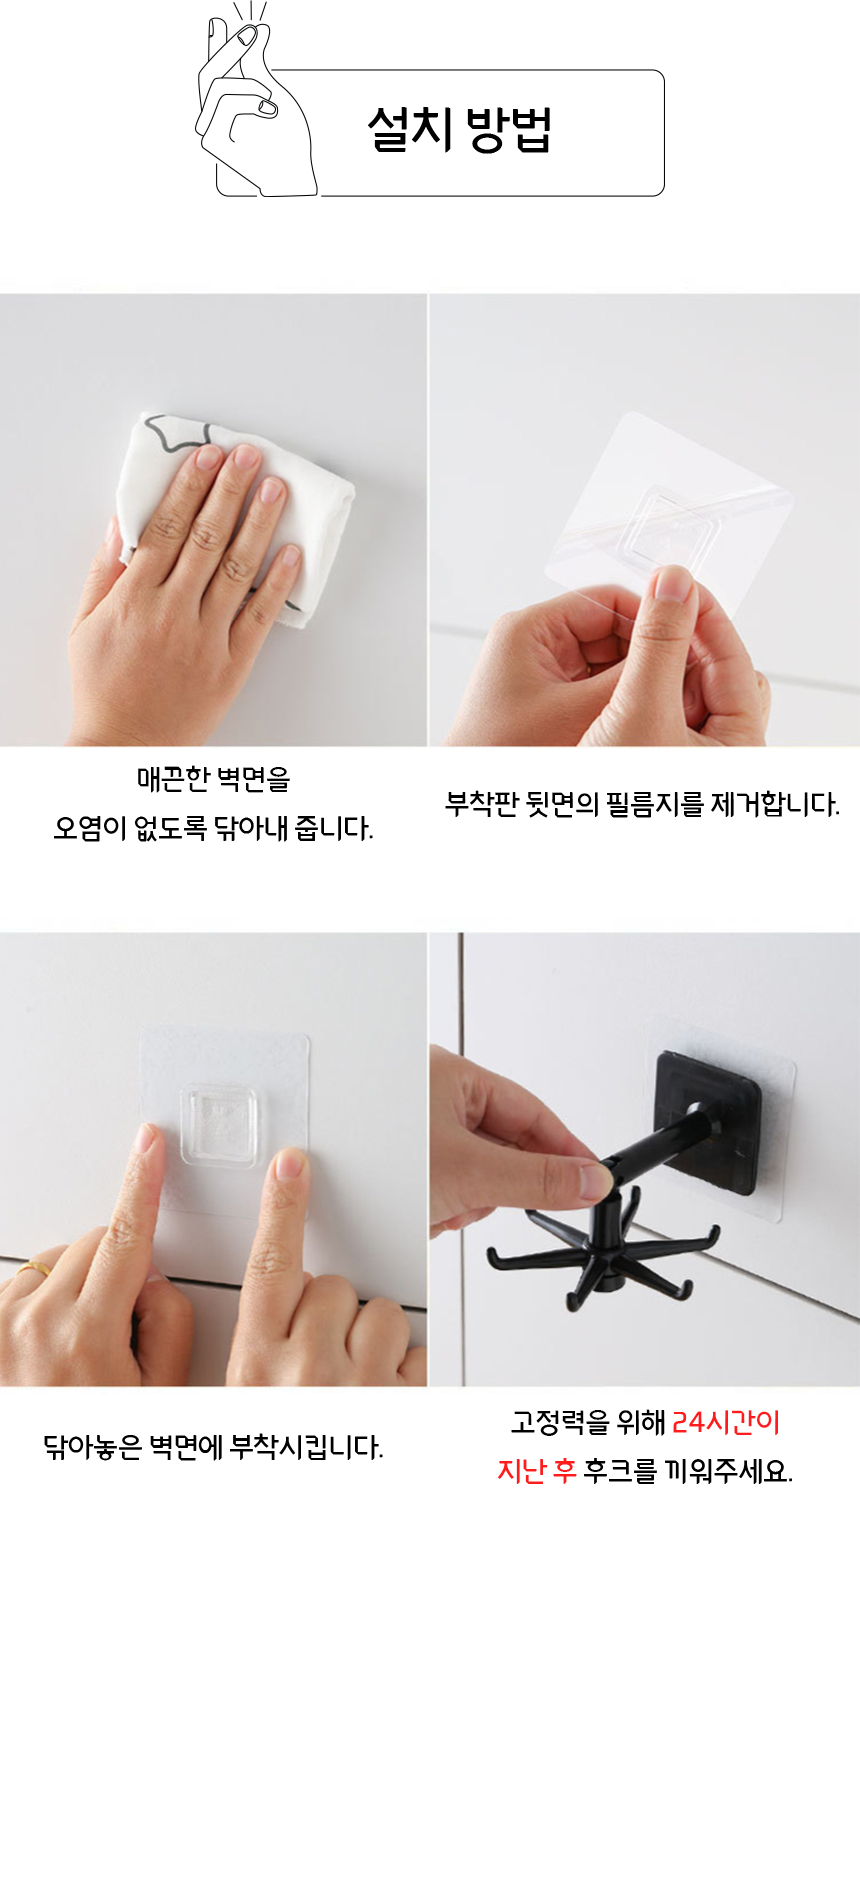 설치 방법
매끈한 벽면을
오염이 없도록 닦아내 줍니다.
부착판 뒷면의 필름지를 제거합니다.
닦아놓은 벽면에 부착시킵니다.
고정력을 위해 24시간이
지난 후 후크를 끼워주세요.